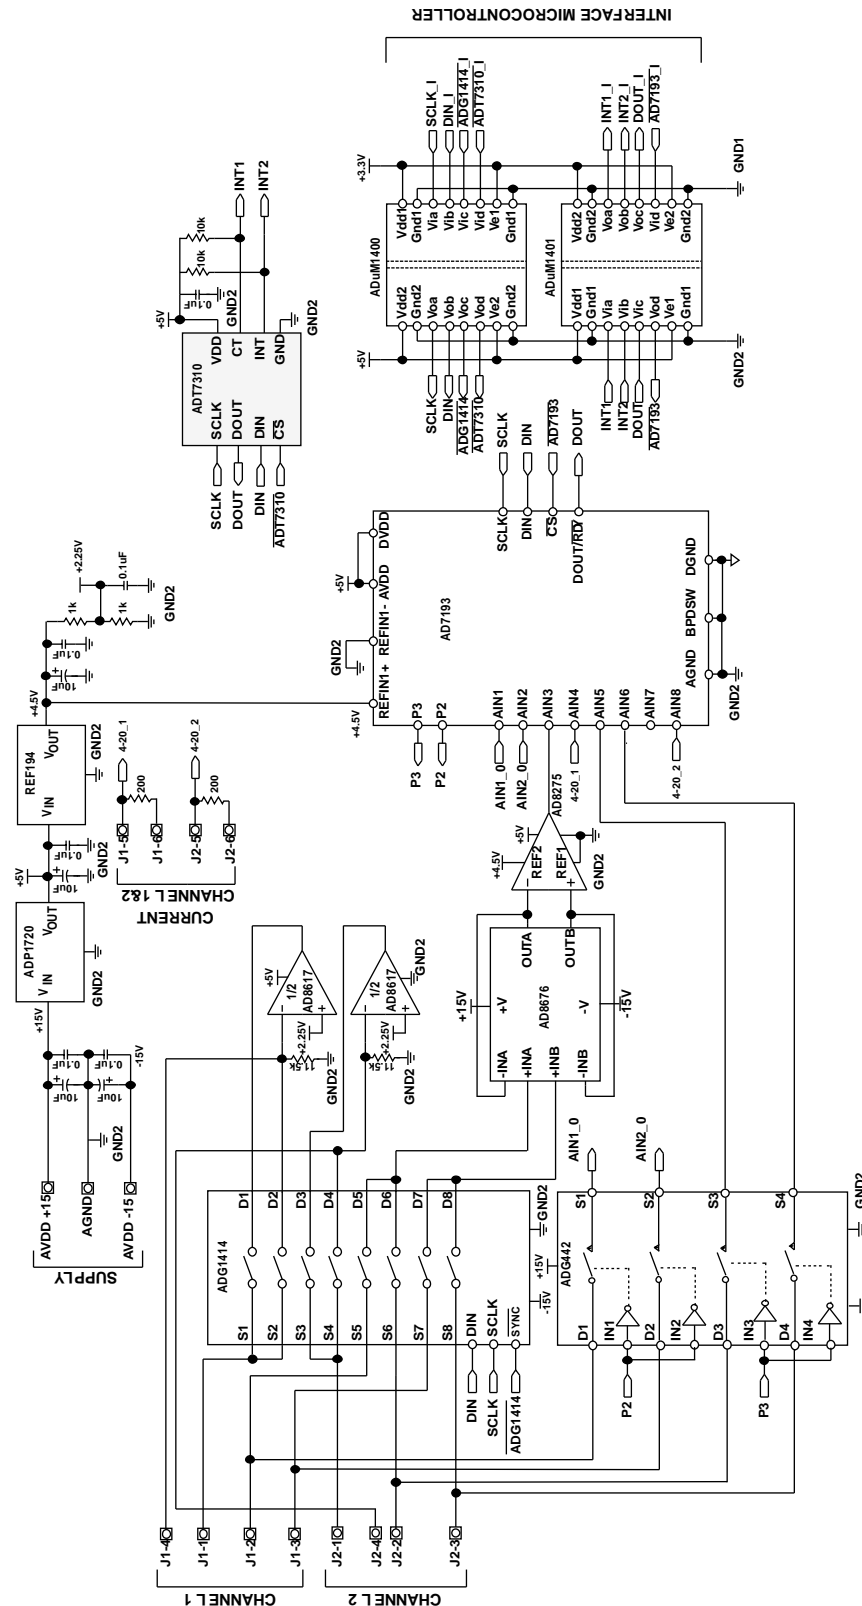 SUPPLY
AVDD +15
AGND
AVDD -15
10uF
0.1uF
10uF
0.1uF
+15V
-15V
GND2
ADP1720
VIN
VOUT
GND2
+5V
10uF
0.1uF
GND2
REF194
VIN
VOUT
GND2
+4.5V
10uF
0.1uF
1k
1k
+2.25V
0.1uF
GND2
CURRENT
CHANNEL 1&2
J1-5
4-20_1
200
J1-6
J2-5
4-20_2
200
J2-6
ADT7310
SCLK
DOUT
DIN
CS
VDD
CT
INT
GND
SCLK
DOUT
DIN
ADT7310
+5V
0.1uF
GND2
10k
10k
INT1
INT2
GND2
CHANNEL 1
J1-4
J1-1
J1-2
J1-3
CHANNEL 2
J2-1
J2-4
J2-2
J2-3
ADG1414
S1
D1
S2
D2
S3
D3
S4
D4
S5
D5
S6
D6
S7
D7
S8
D8
DIN
SCLK
SYNC
DIN
SCLK
ADG1414
-15V
GND2
+5V
1/2
AD8617
+2.25V
11.5k
GND2
1/2
AD8617
GND2
+2.25V
11.5k
GND2
+15V
-INA
+INA
+INB
-INB
+V
AD8676
-V
OUTA
OUTB
-15V
+4.5V
+5V
REF2
REF1
AD8275
GND2
ADG442
+15V
D1
IN1
D2
IN2
D3
IN3
D4
IN4
S1
S2
S3
S4
P2
P3
AIN1_0
AIN2_0
GND2
AD7193
+4.5V
REFIN1+
REFIN1-
AVDD
DVDD
GND2
+5V
P3
P2
AIN1
AIN2
AIN3
AIN4
AIN5
AIN6
AIN7
AIN8
P3
P2
AIN1_0
AIN2_0
4-20_1
4-20_2
SCLK
DIN
CS
DOUT/RDY
SCLK
DIN
AD7193
DOUT
AGND
BPDSW
DGND
GND2
ADuM1400
Vdd2
Gnd2
Voa
Vob
Voc
Vod
Ve2
Gnd2
Vdd1
Gnd1
Via
Vib
Vic
Vid
Ve1
Gnd1
+5V
SCLK
DIN
ADG1414
ADT7310
+3.3V
SCLK_I
DIN_I
ADG1414_I
ADT7310_I
ADuM1401
Vdd1
Gnd1
Via
Vib
Vic
Vod
Ve1
Gnd1
Vdd2
Gnd2
Voa
Vob
Voc
Vid
Ve2
Gnd2
INT1
INT2
DOUT
AD7193
GND2
INT1_I
INT2_I
DOUT_I
AD7193_I
GND1
INTERFACE MICROCONTROLLER